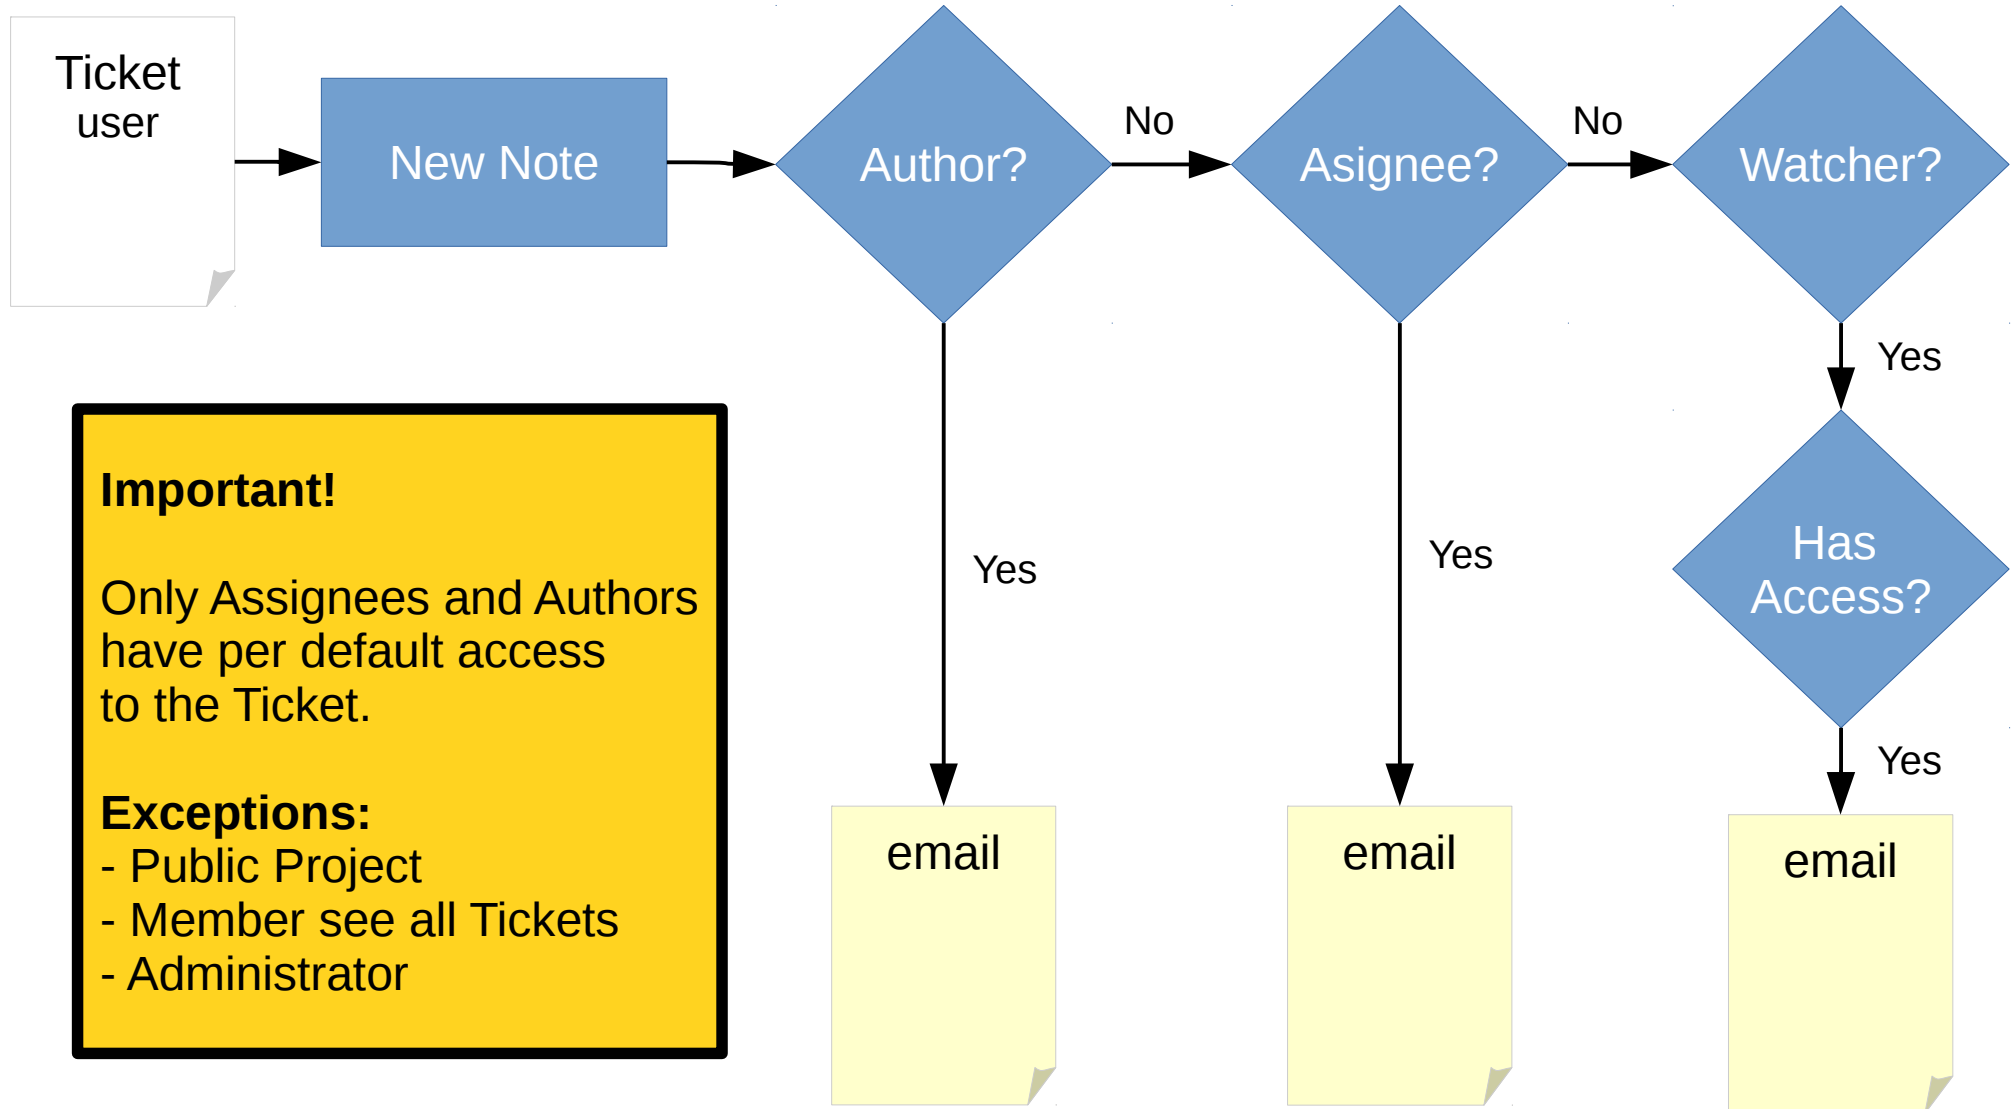 Ticket
user
New Note
Author?
No
Asignee?
No
Watcher?
Yes
Has
Access?
Yes
Yes
Yes
email
email
email
Important!
Only Assignees and Authors
have per default access
to the Ticket.
Exceptions:
- Public Project
- Member see all Tickets
- Administrator